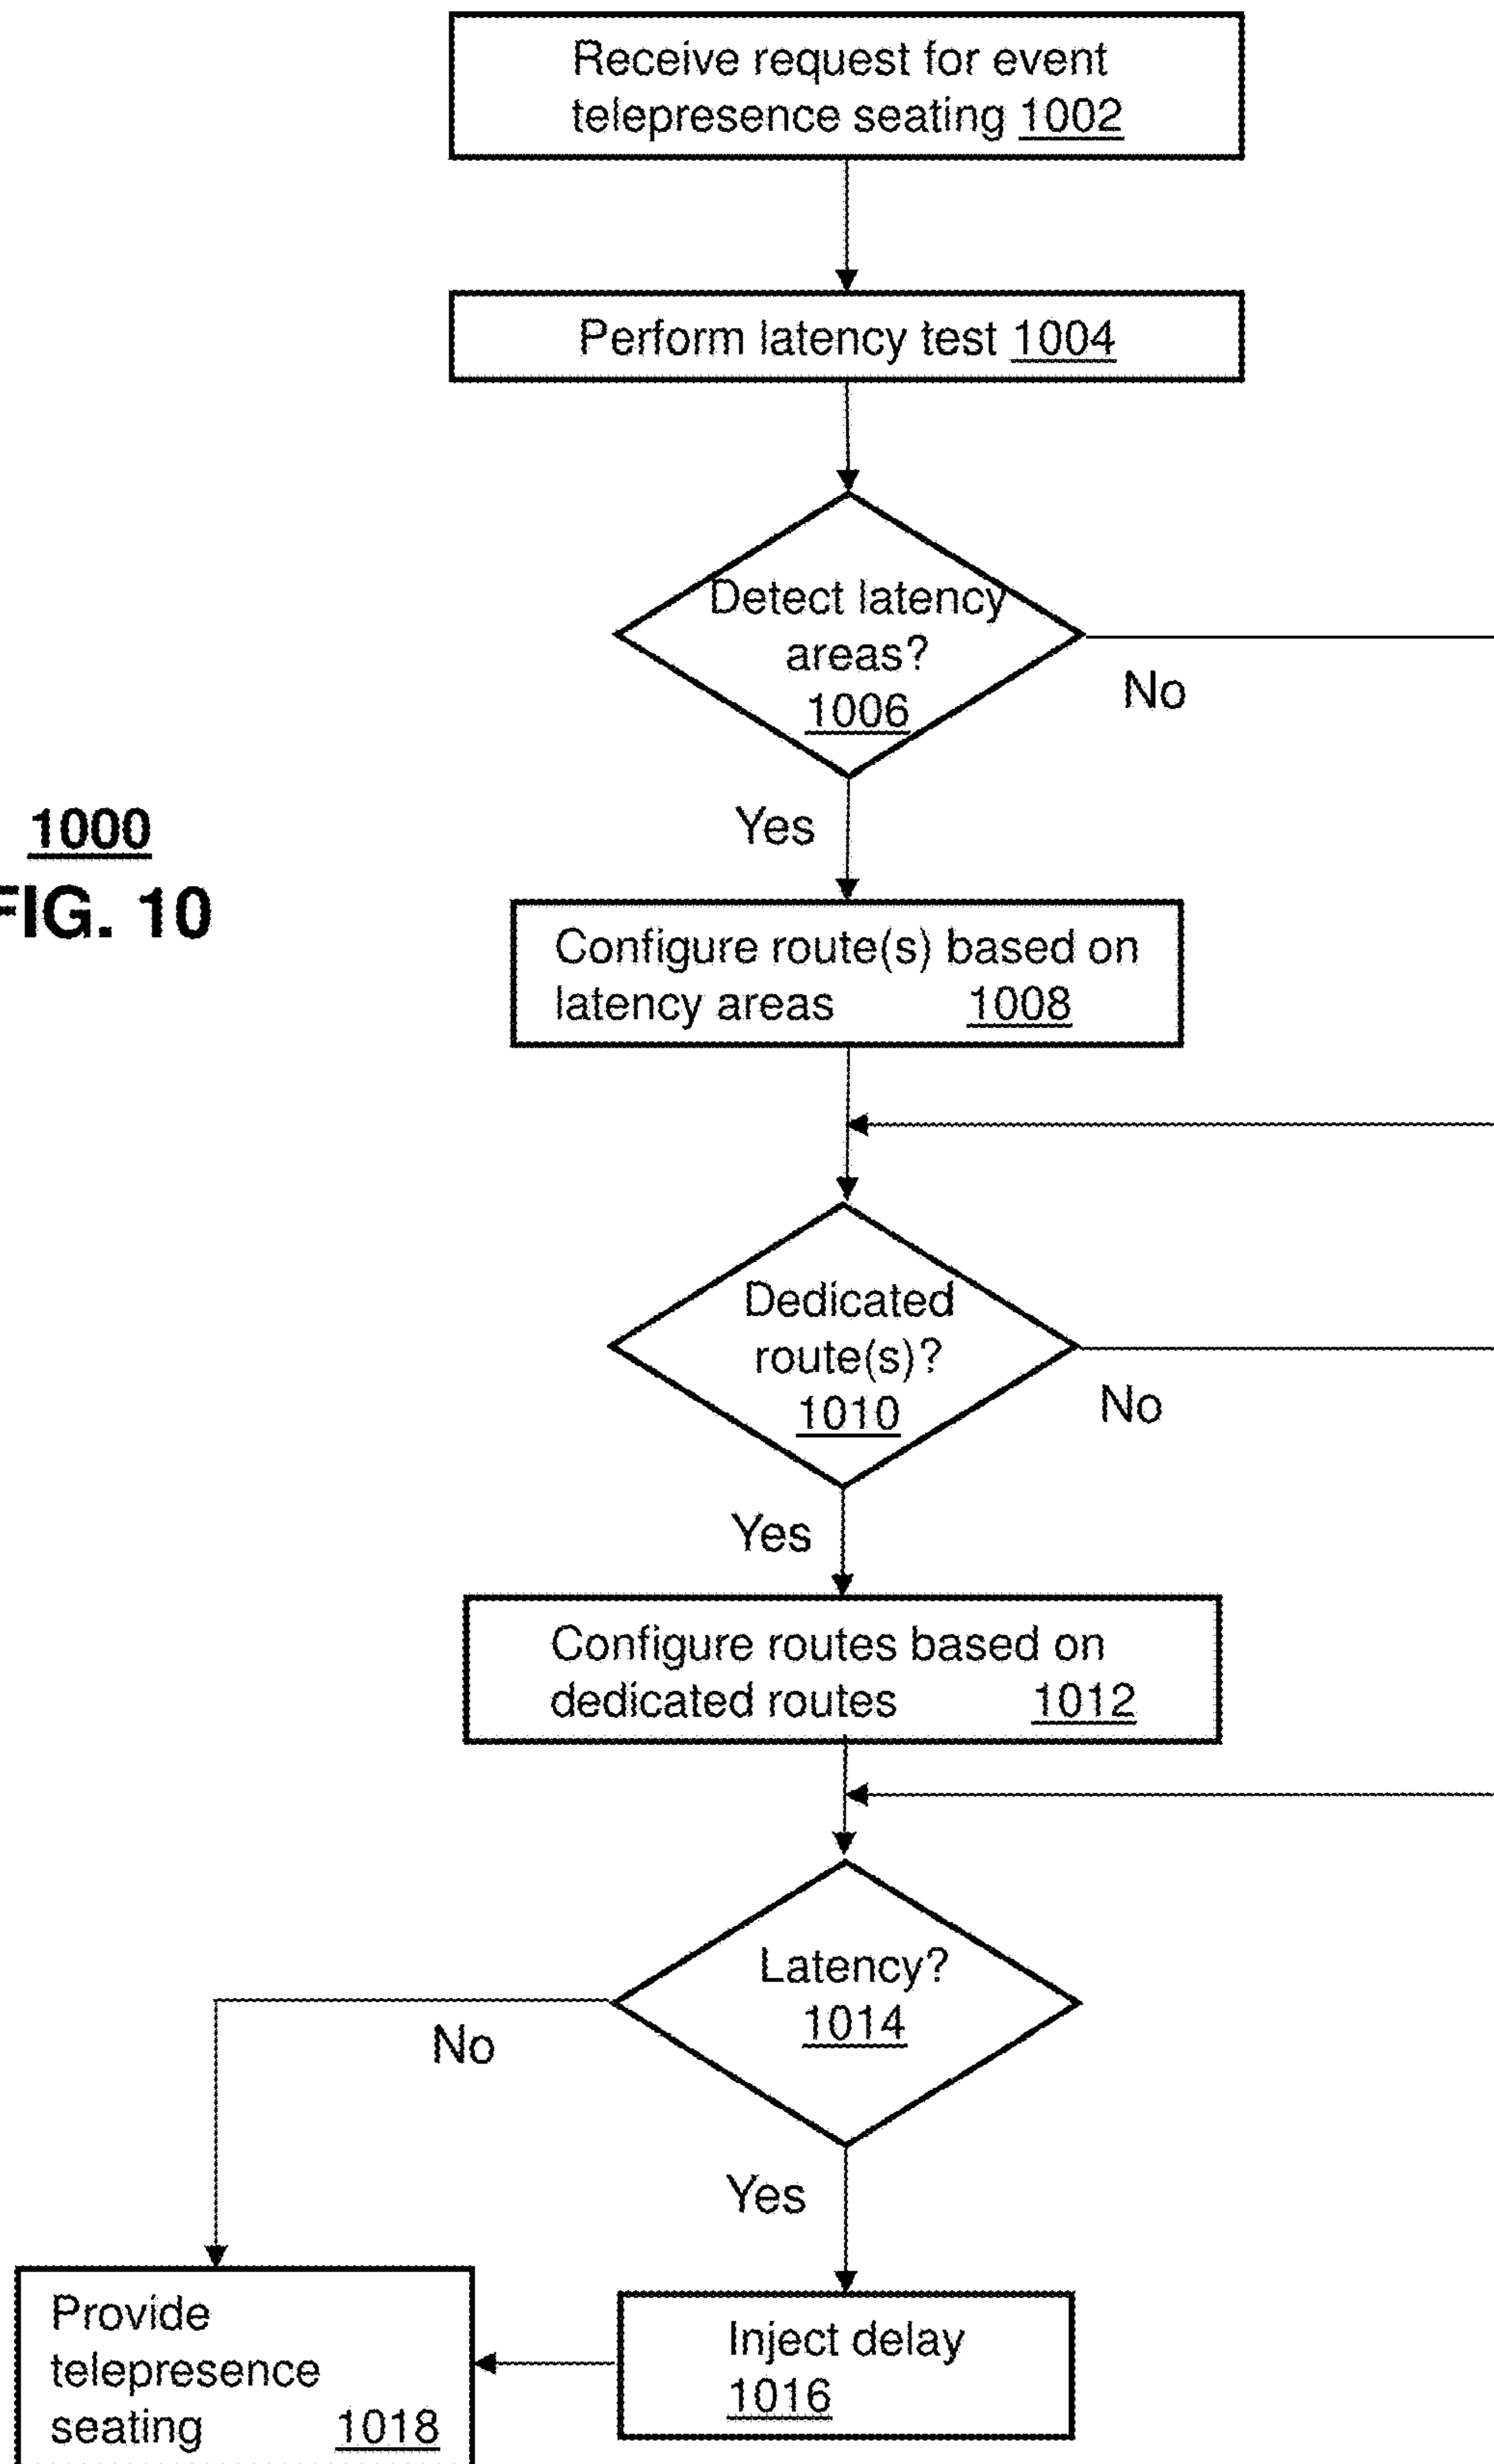 Receive request for event
telepresence seating 1002
Perform latency test 1004
Detect latency
areas?
1006
No
Yes
1000
FIG. 10
Configure route(s) based on
latency areas 1008
Dedicated
route(s)?
1010
No
Yes
Configure routes based on
dedicated routes 1012
Latency?
1014
No
Yes
Provide
telepresence
seating 1018
Inject delay
1016